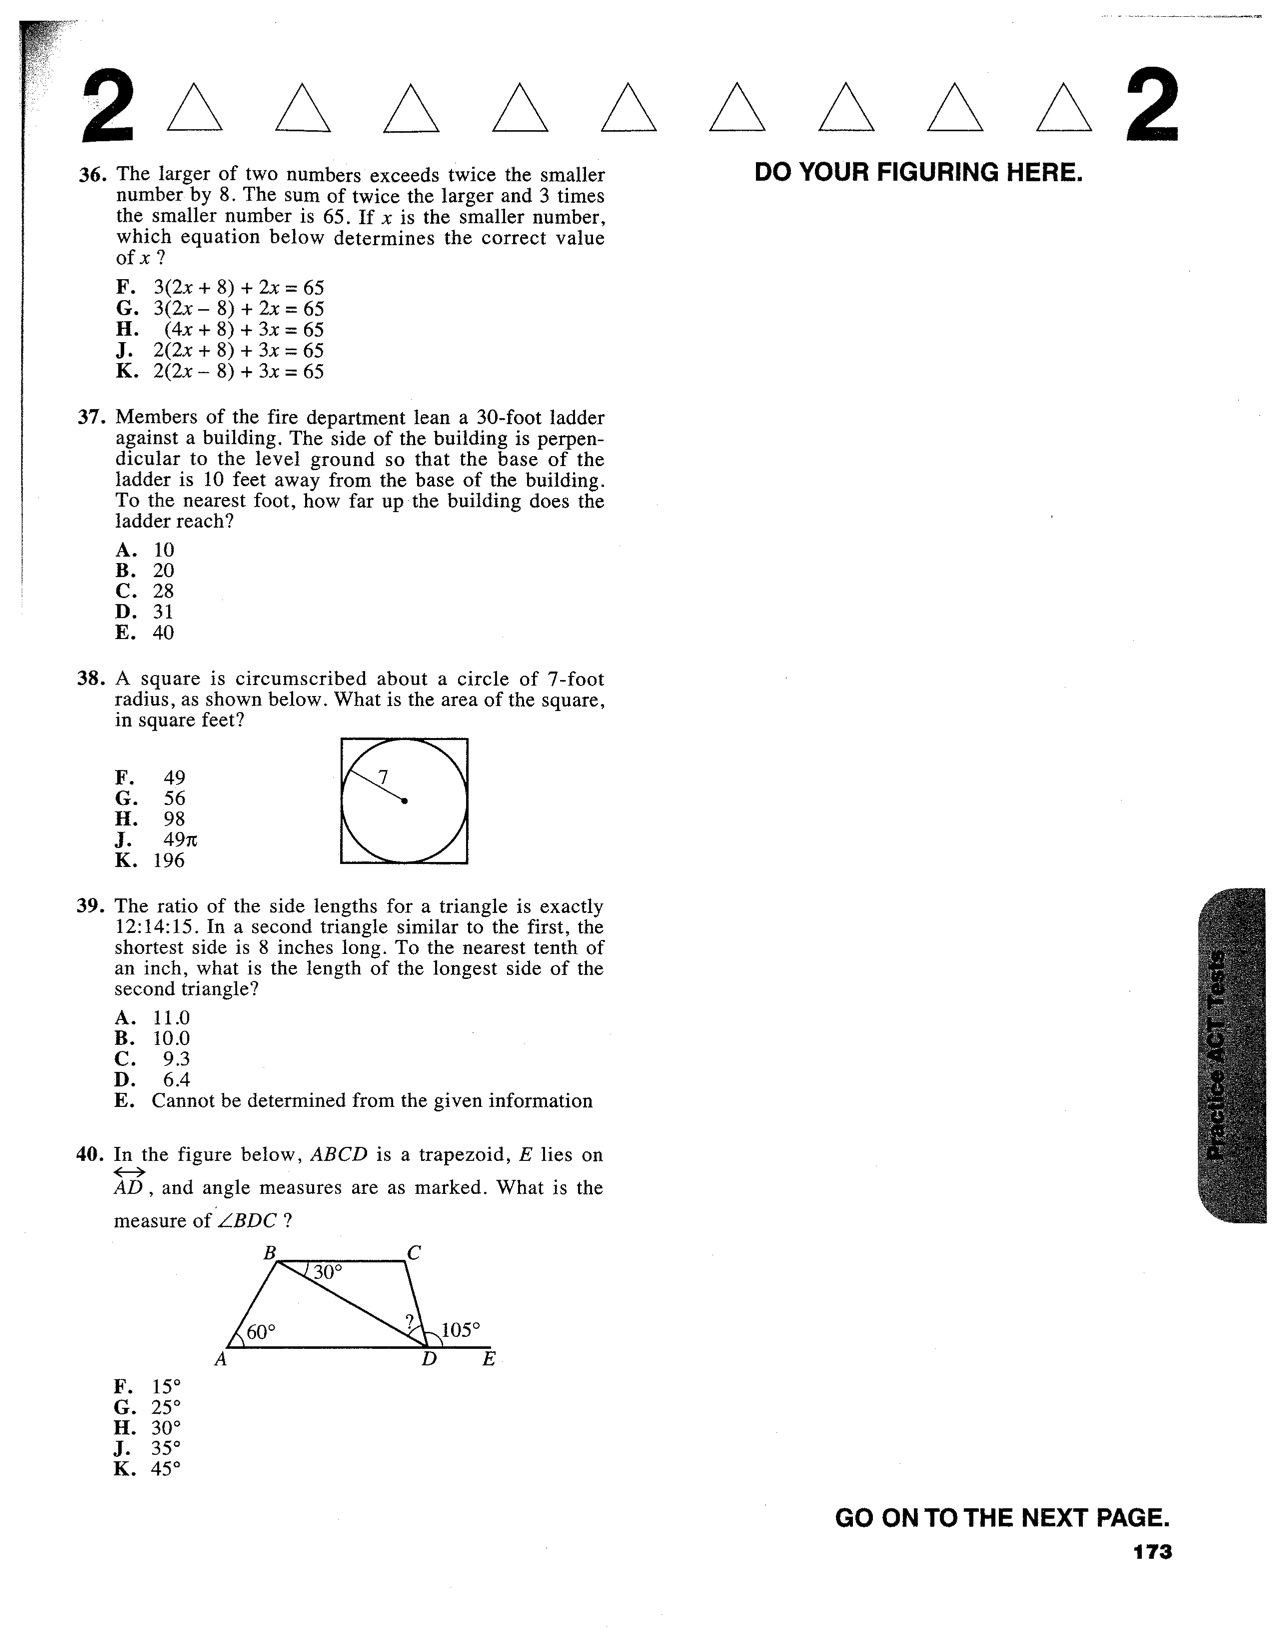 2 2
36. The larger of two numbers exceeds twice the smaller
number by 8. The sum of twice the larger and 3 times
the smaller number is 65. If x is the smaller number,
which equation below determines the correct value
of x ?
F. 3(2x + 8) + 2x = 65
G. 3(2x – 8) + 2x = 65
H. (4x + 8) + 3x = 65
J. 2(2x + 8) + 3x = 65
K. 2(2x – 8) + 3x = 65
37. Members of the fire department lean a 30-foot ladder
against a building. The side of the building is perpen-
dicular to the level ground so that the base of the
ladder is 10 feet away from the base of the building.
To the nearest foot, how far up the building does the
ladder reach?
A. 10
B. 20
C. 28
D. 31
E. 40
38. A square is circumscribed about a circle of 7-foot
radius, as shown below. What is the area of the square,
in square feet?
F. 49
G. 56
H. 98
J. 49π
K. 196
7
39. The ratio of the side lengths for a triangle is exactly
12:14:15. In a second triangle similar to the first, the
shortest side is 8 inches long. To the nearest tenth of
an inch, what is the length of the longest side of the
second triangle?
A. 11.0
B. 10.0
C. 9.3
D. 6.4
E. Cannot be determined from the given information
40. In the figure below, ABCD is a trapezoid, E lies on
AD, and angle measures are as marked. What is the
measure of ∠BDC ?
B C
30°
60° ? 105°
A D E
F. 15°
G. 25°
H. 30°
J. 35°
K. 45°
DO YOUR FIGURING HERE.
Practice ACT Tests
GO ON TO THE NEXT PAGE.
173